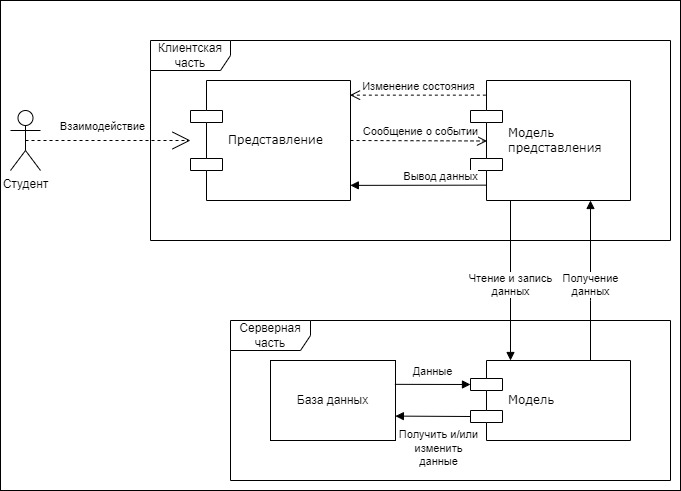 Клиентская
часть
Изменение состояния
Взаимодействие
Представление
Сообщение о событии
Модель
представления
Студент
Вывод данных
Чтение и запись
данных
Получение
данных
Серверная
часть
Данные
База данных
Модель
Получить и/или
изменить
данные